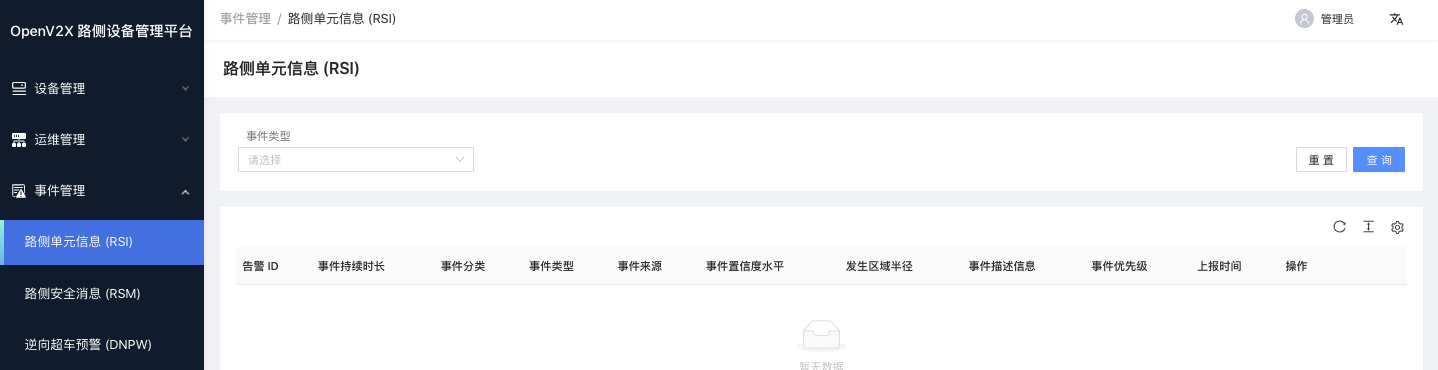 OpenV2X 路侧设备管理平台
设备管理
运维管理
事件管理
路侧单元信息 (RSI)
路侧安全消息 (RSM)
逆向超车预警 (DNPW)
事件管理 / 路侧单元信息 (RSI)
管理员
路侧单元信息 (RSI)
事件类型
请选择
重 置
查 询
告警 ID 事件持续时长 事件分类 事件类型 事件来源 事件置信度水平 发生区域半径 事件描述信息 事件优先级 上报时间 操作
暂无数据